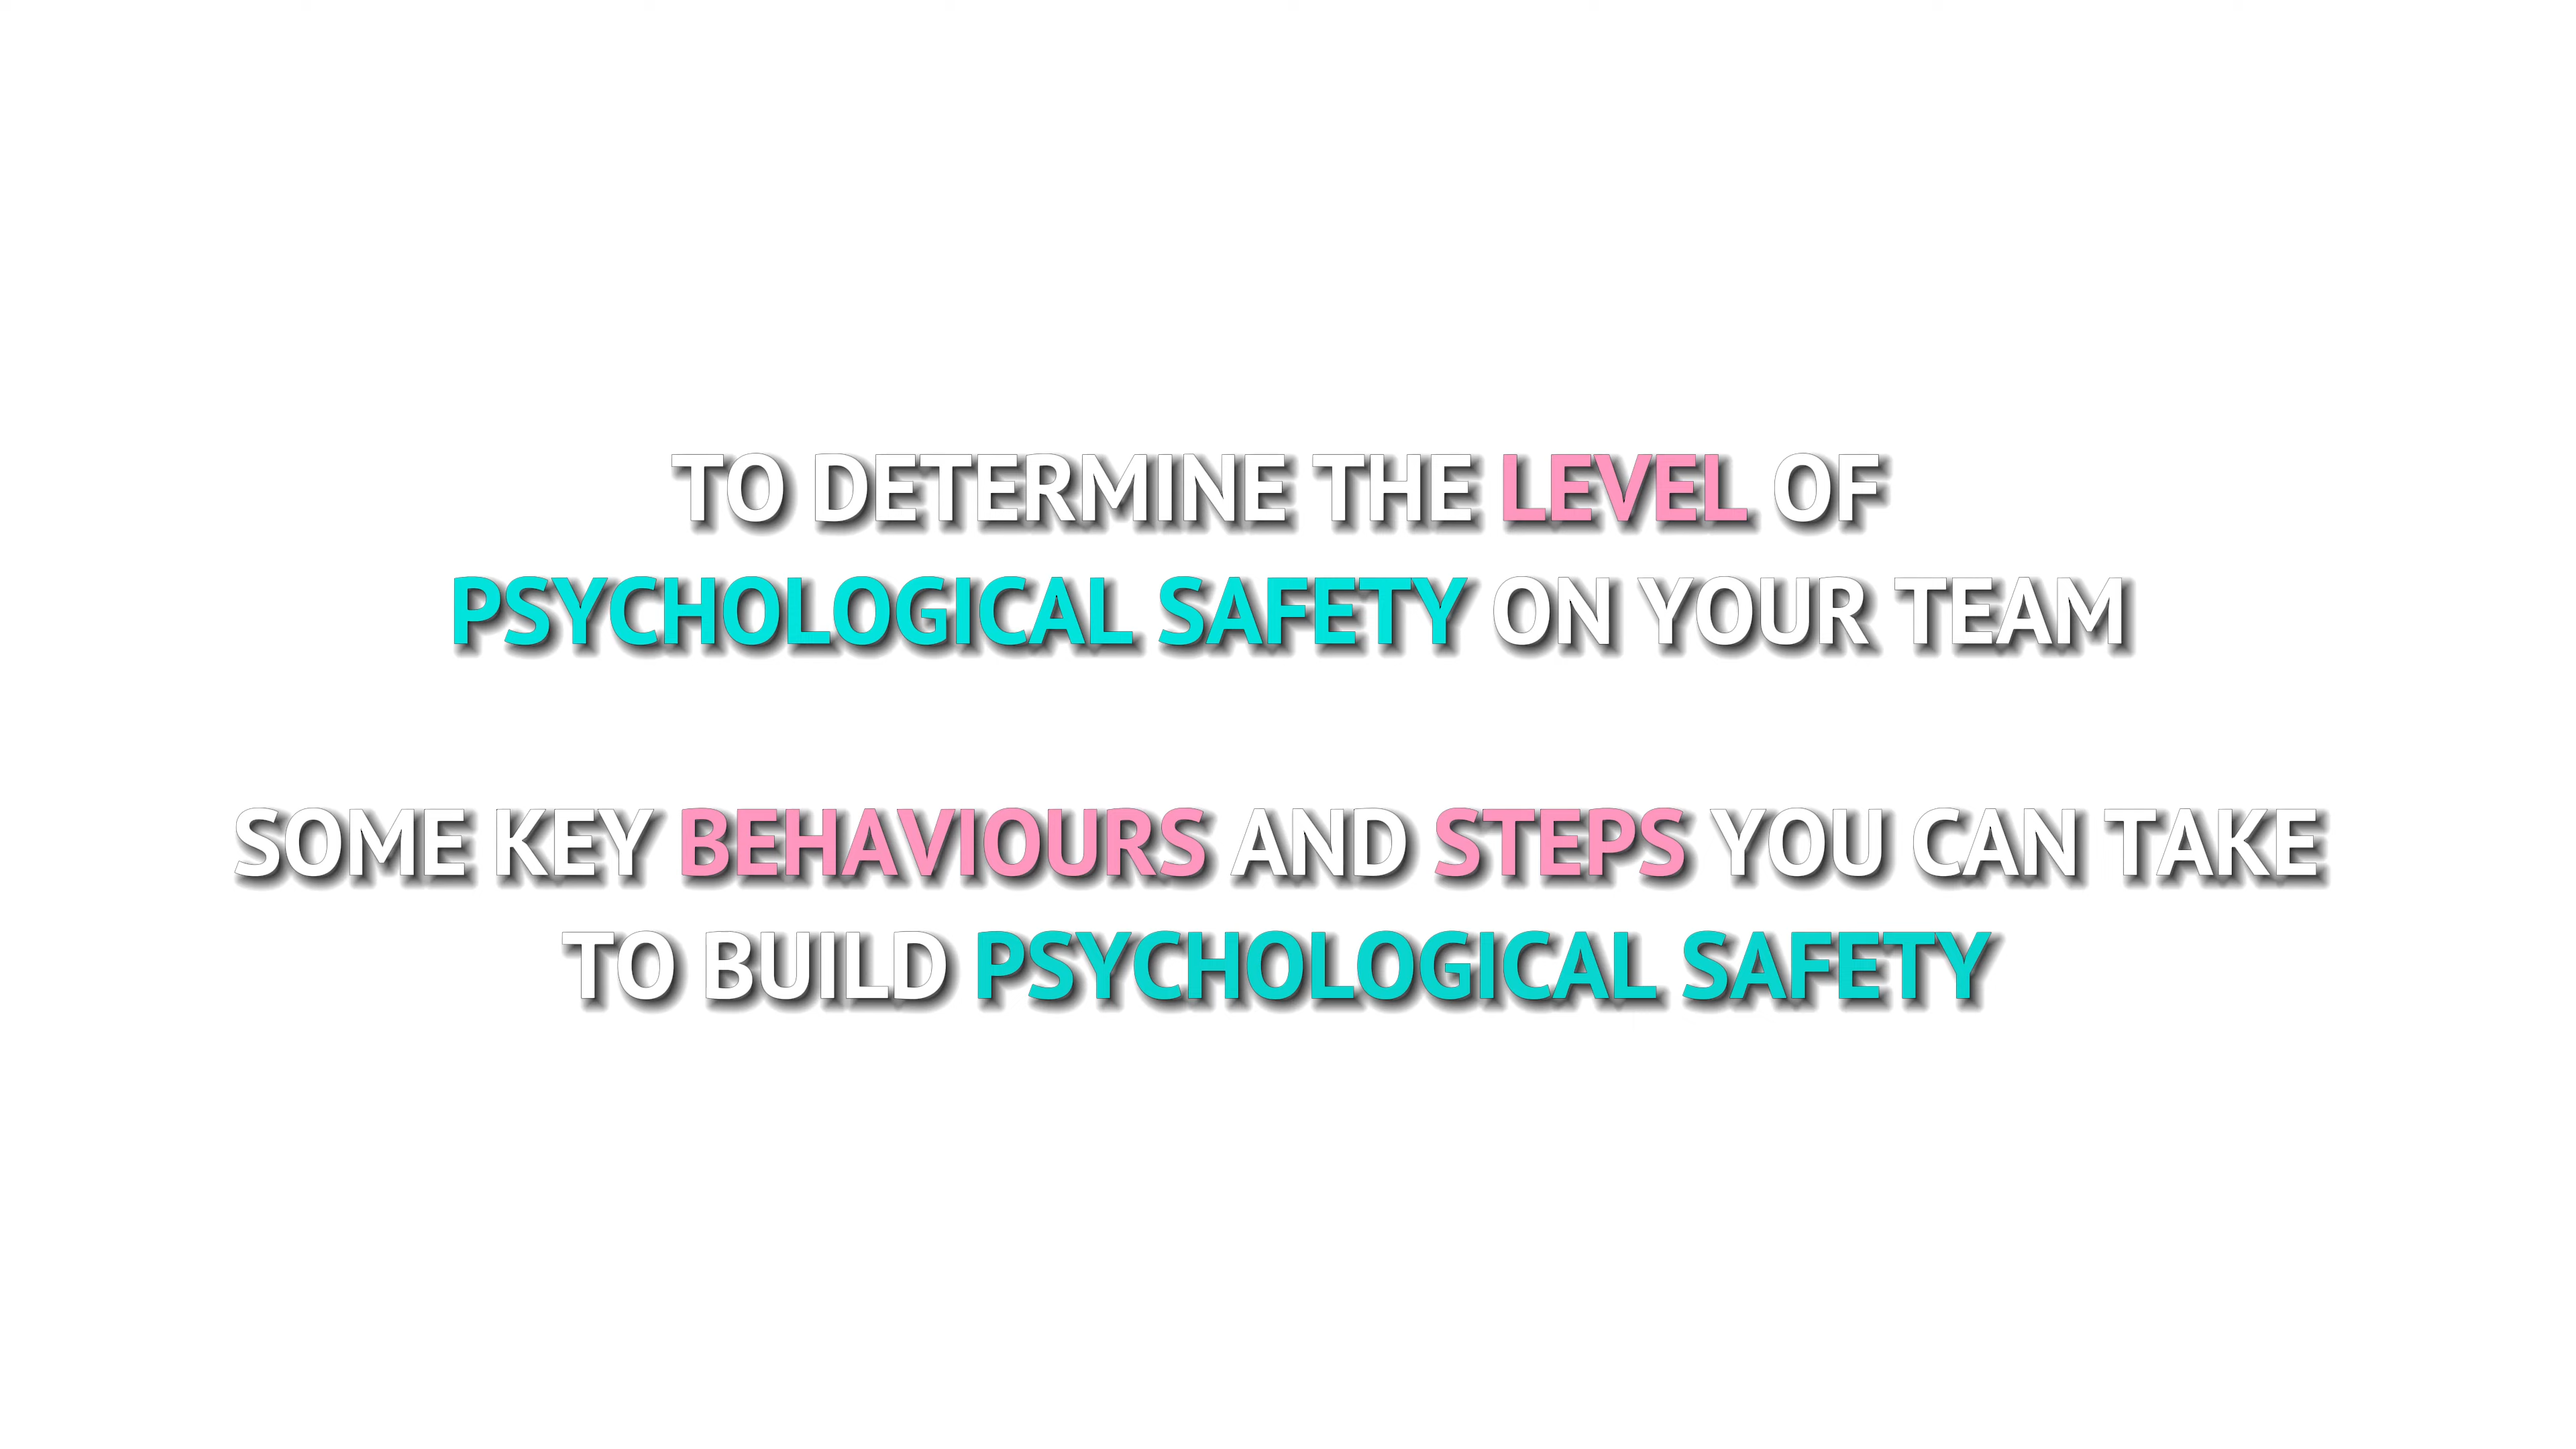 TO DETERMINE THE LEVEL OF
PSYCHOLOGICAL SAFETY ON YOUR TEAM
SOME KEY BEHAVIOURS AND STEPS YOU CAN TAKE
TO BUILD PSYCHOLOGICAL SAFETY